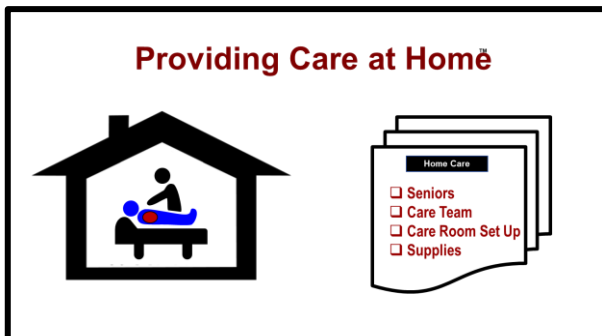 Providing Care at Home™
Home Care
❑ Seniors
❑ Care Team
❑ Care Room Set Up
❑ Supplies